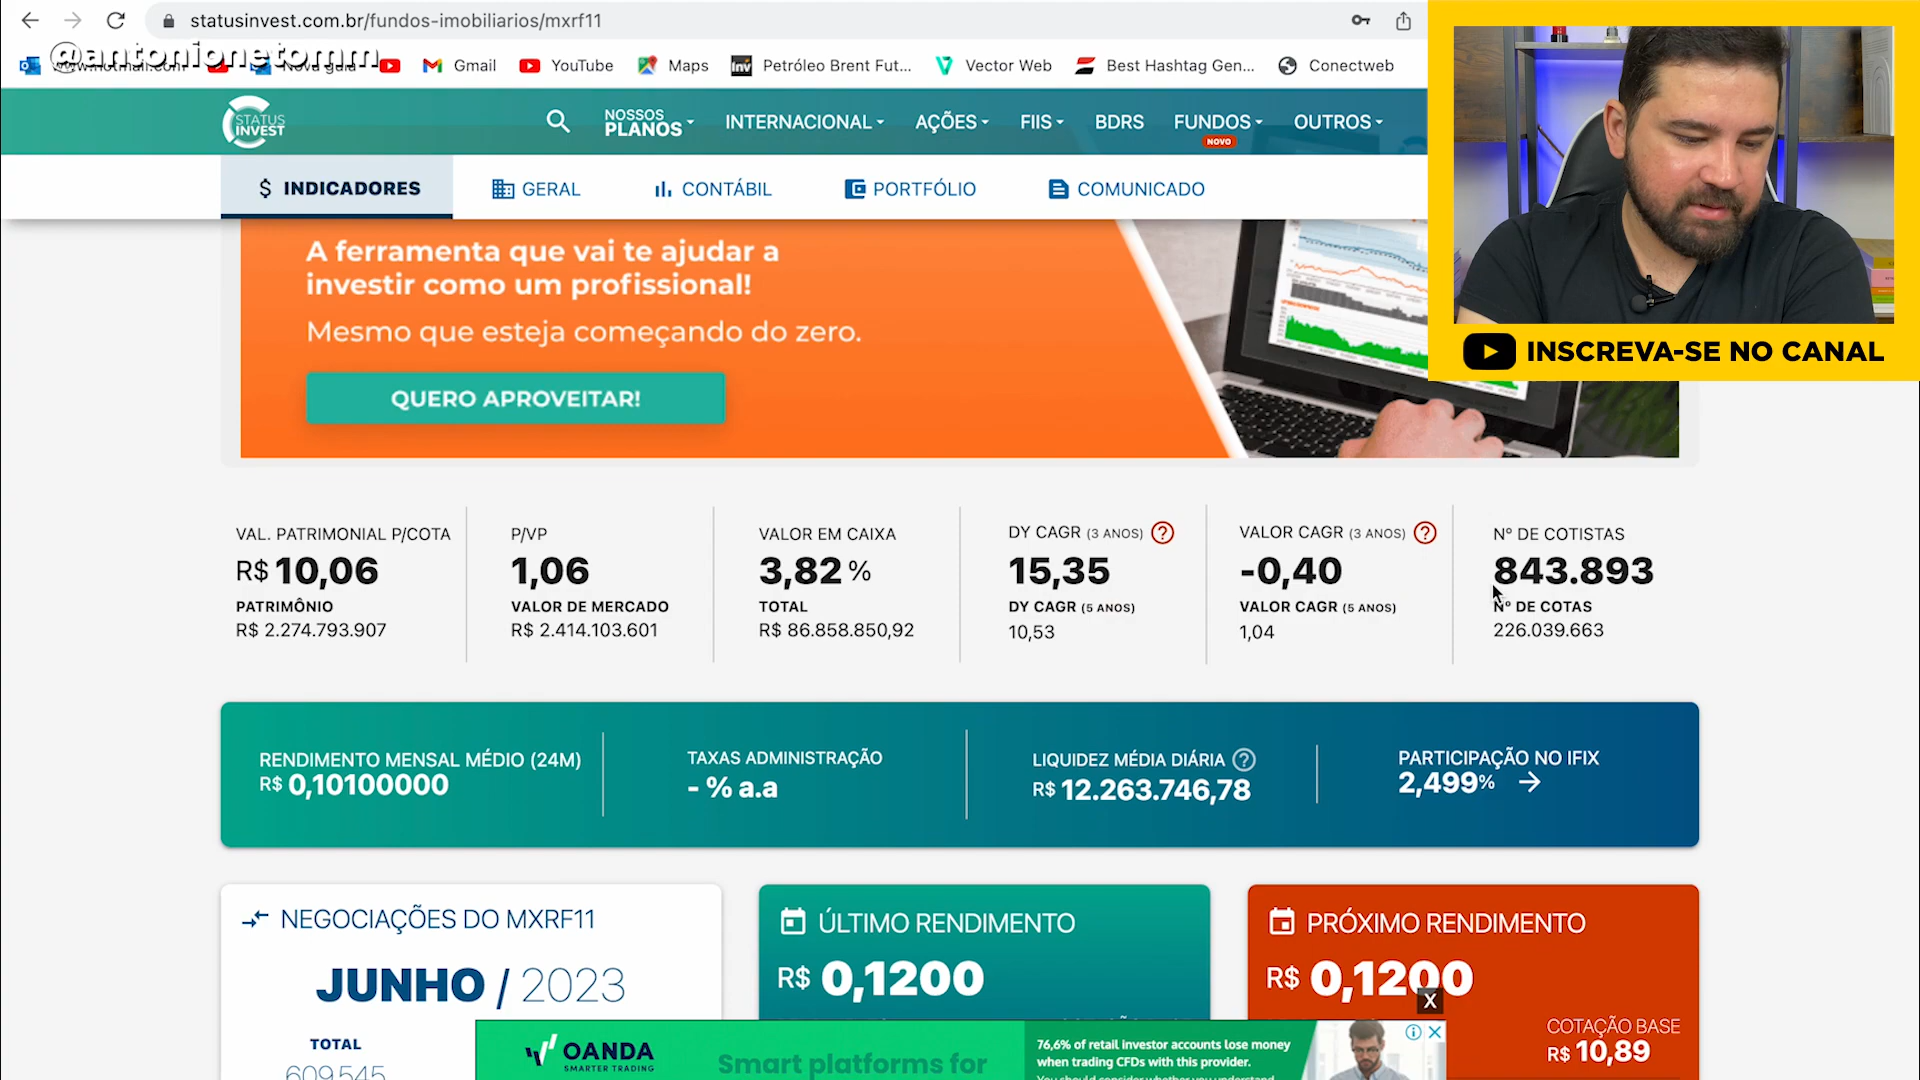 statusinvest.com.br/fundos-imobiliarios/mxrf11
@antonionetomm
Gmail
YouTube
Maps
Inv
Petróleo Brent Fut...
Vector Web
Best Hashtag Gen...
Conectweb
STATUS
INVEST
NOSSOS
PLANOS
INTERNACIONAL
AÇÕES
FIIS
BDRS
FUNDOS
NOVO
OUTROS
$ INDICADORES
GERAL
CONTÁBIL
PORTFÓLIO
COMUNICADO
INSCREVA-SE NO CANAL
A ferramenta que vai te ajudar a
investir como um profissional!
Mesmo que esteja começando do zero.
QUERO APROVEITAR!
VAL. PATRIMONIAL P/COTA
R$ 10,06
PATRIMÔNIO
R$ 2.274.793.907
P/VP
1,06
VALOR DE MERCADO
R$ 2.414.103.601
VALOR EM CAIXA
3,82 %
TOTAL
R$ 86.858.850,92
DY CAGR (3 ANOS) ?
15,35
DY CAGR (5 ANOS)
10,53
VALOR CAGR (3 ANOS) ?
-0,40
VALOR CAGR (5 ANOS)
1,04
Nº DE COTISTAS
843.893
Nº DE COTAS
226.039.663
RENDIMENTO MENSAL MÉDIO (24M)
R$ 0,10100000
TAXAS ADMINISTRAÇÃO
- % a.a
LIQUIDEZ MÉDIA DIÁRIA ?
R$ 12.263.746,78
PARTICIPAÇÃO NO IFIX
2,499% →
NEGOCIAÇÕES DO MXRF11
JUNHO / 2023
TOTAL
609.545
ÚLTIMO RENDIMENTO
R$ 0,1200
PRÓXIMO RENDIMENTO
R$ 0,1200
COTAÇÃO BASE
R$ 10,89
X
OANDA
SMARTER TRADING
Smart platforms for
76,6% of retail investor accounts lose money
when trading CFDs with this provider.
You should consider whether you understand